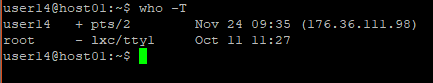 user14@host01:~$ who -T
user14   + pts/2        Nov 24 09:35 (176.36.111.98)
root     - lxc/tty1     Oct 11 11:27
user14@host01:~$